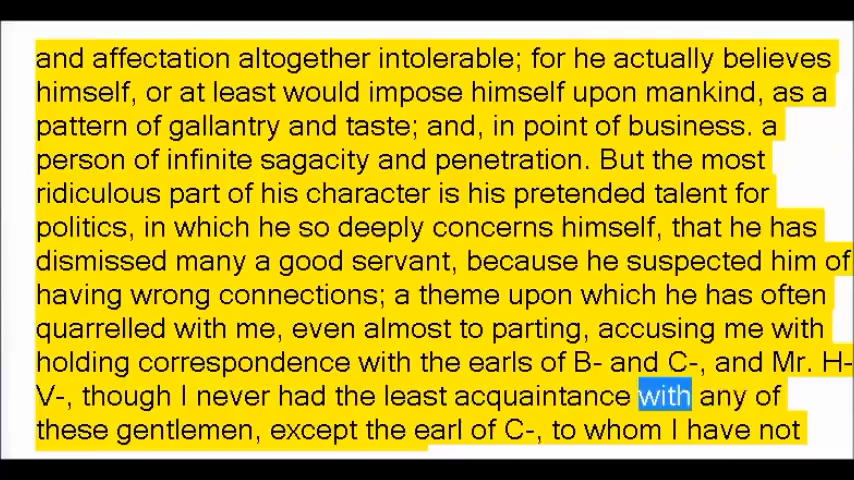 and affectation altogether intolerable; for he actually believes
himself, or at least would impose himself upon mankind, as a
pattern of gallantry and taste; and, in point of business. a
person of infinite sagacity and penetration. But the most
ridiculous part of his character is his pretended talent for
politics, in which he so deeply concerns himself, that he has
dismissed many a good servant, because he suspected him of
having wrong connections; a theme upon which he has often
quarrelled with me, even almost to parting, accusing me with
holding correspondence with the earls of B- and C-, and Mr. H-
V-, though I never had the least acquaintance with any of
these gentlemen, except the earl of C-, to whom I have not